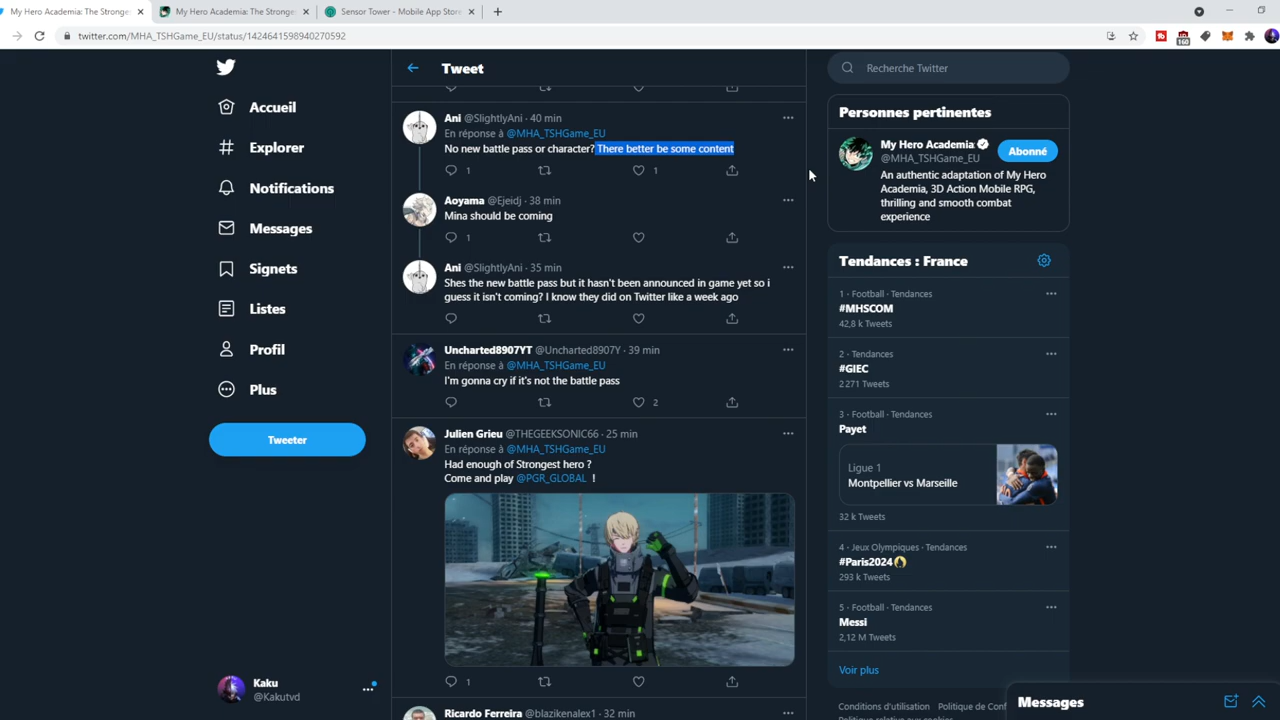 My Hero Academia: The Stronges
My Hero Academia: The Stronges
Sensor Tower - Mobile App Store
twitter.com/MHA_TSHGame_EU/status/1424641598940270592
160
Accueil
Explorer
Notifications
Messages
Signets
Listes
Profil
Plus
Tweeter
Kaku
@Kakutvd
Tweet
Ani @SlightlyAni · 40 min
En réponse à @MHA_TSHGame_EU
No new battle pass or character? There better be some content
1
1
Aoyama @Ejeidj · 38 min
Mina should be coming
1
Ani @SlightlyAni · 35 min
Shes the new battle pass but it hasn't been announced in game yet so i
guess it isn't coming? I know they did on Twitter like a week ago
Uncharted8907YT @Uncharted8907Y · 39 min
En réponse à @MHA_TSHGame_EU
I'm gonna cry if it's not the battle pass
2
Julien Grieu @THEGEEKSONIC66 · 25 min
En réponse à @MHA_TSHGame_EU
Had enough of Strongest hero ?
Come and play @PGR_GLOBAL !
1
Ricardo Ferreira @blazikenalex1 · 32 min
Recherche Twitter
Personnes pertinentes
My Hero Academia:
@MHA_TSHGame_EU
Abonné
An authentic adaptation of My Hero
Academia, 3D Action Mobile RPG,
thrilling and smooth combat
experience
Tendances : France
1 · Football · Tendances
#MHSCOM
42,8 k Tweets
2 · Tendances
#GIEC
2 271 Tweets
3 · Football · Tendances
Payet
Ligue 1
Montpellier vs Marseille
32 k Tweets
4 · Jeux Olympiques · Tendances
#Paris2024
293 k Tweets
5 · Football · Tendances
Messi
2,12 M Tweets
Voir plus
Conditions d'utilisation Politique de Conf
Messages